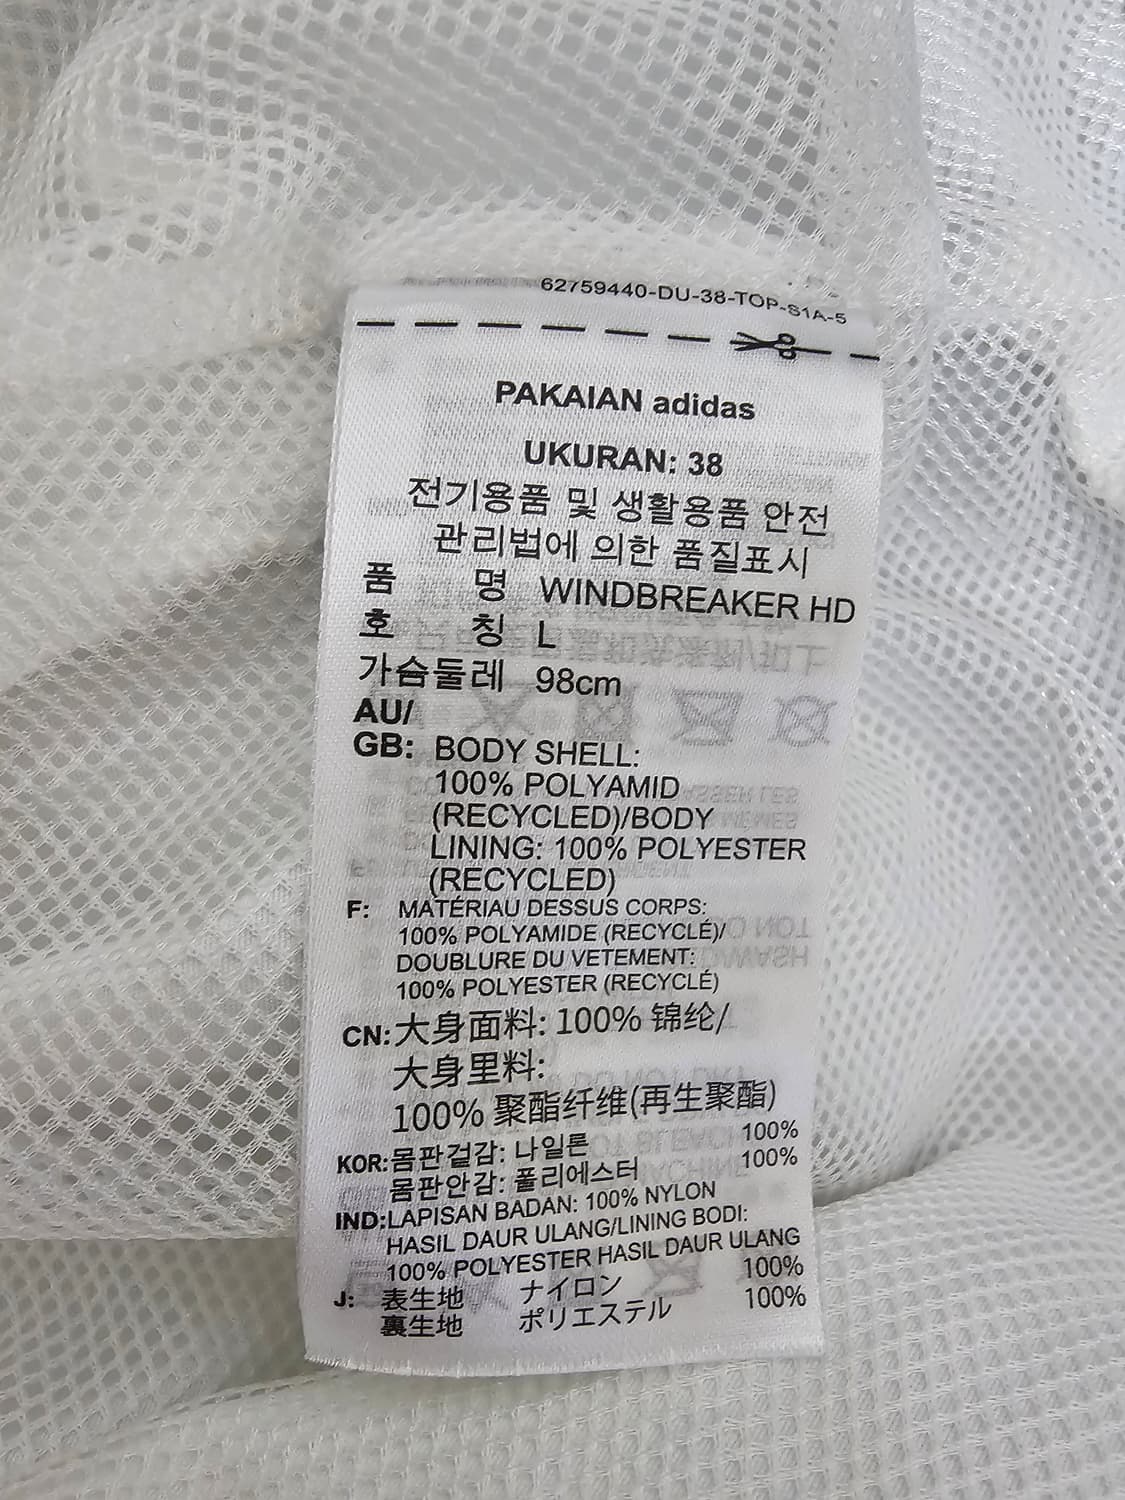 62759440-DU-38-TOP-S1A-5
PAKAIAN adidas
UKURAN: 38
전기용품 및 생활용품 안전
관리법에 의한 품질표시
품 명 WINDBREAKER HD
호 칭 L
가슴둘레 98cm
AU/
GB: BODY SHELL:
100% POLYAMID
(RECYCLED)/BODY
LINING: 100% POLYESTER
(RECYCLED)
F: MATÉRIAU DESSUS CORPS:
100% POLYAMIDE (RECYCLÉ)/
DOUBLURE DU VETEMENT:
100% POLYESTER (RECYCLÉ)
CN: 大身面料: 100% 锦纶/
大身里料:
100% 聚酯纤维(再生聚酯)
KOR: 몸판겉감: 나일론 100%
몸판안감: 폴리에스터 100%
IND: LAPISAN BADAN: 100% NYLON
HASIL DAUR ULANG/LINING BODI:
100% POLYESTER HASIL DAUR ULANG
J: 表生地 ナイロン 100%
裏生地 ポリエステル 100%